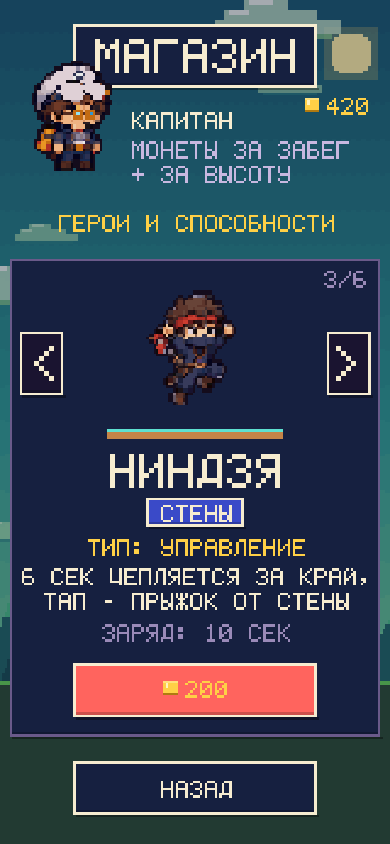 МАГАЗИН
420
КАПИТАН
МОНЕТЫ ЗА ЗАБЕГ
+ ЗА ВЫСОТУ
ГЕРОИ И СПОСОБНОСТИ
3/6
<
>
НИНДЗЯ
СТЕНЫ
ТИП: УПРАВЛЕНИЕ
6 СЕК ЦЕПЛЯЕТСЯ ЗА КРАЙ,
ТАП - ПРЫЖОК ОТ СТЕНЫ
ЗАРЯД: 10 СЕК
200
НАЗАД